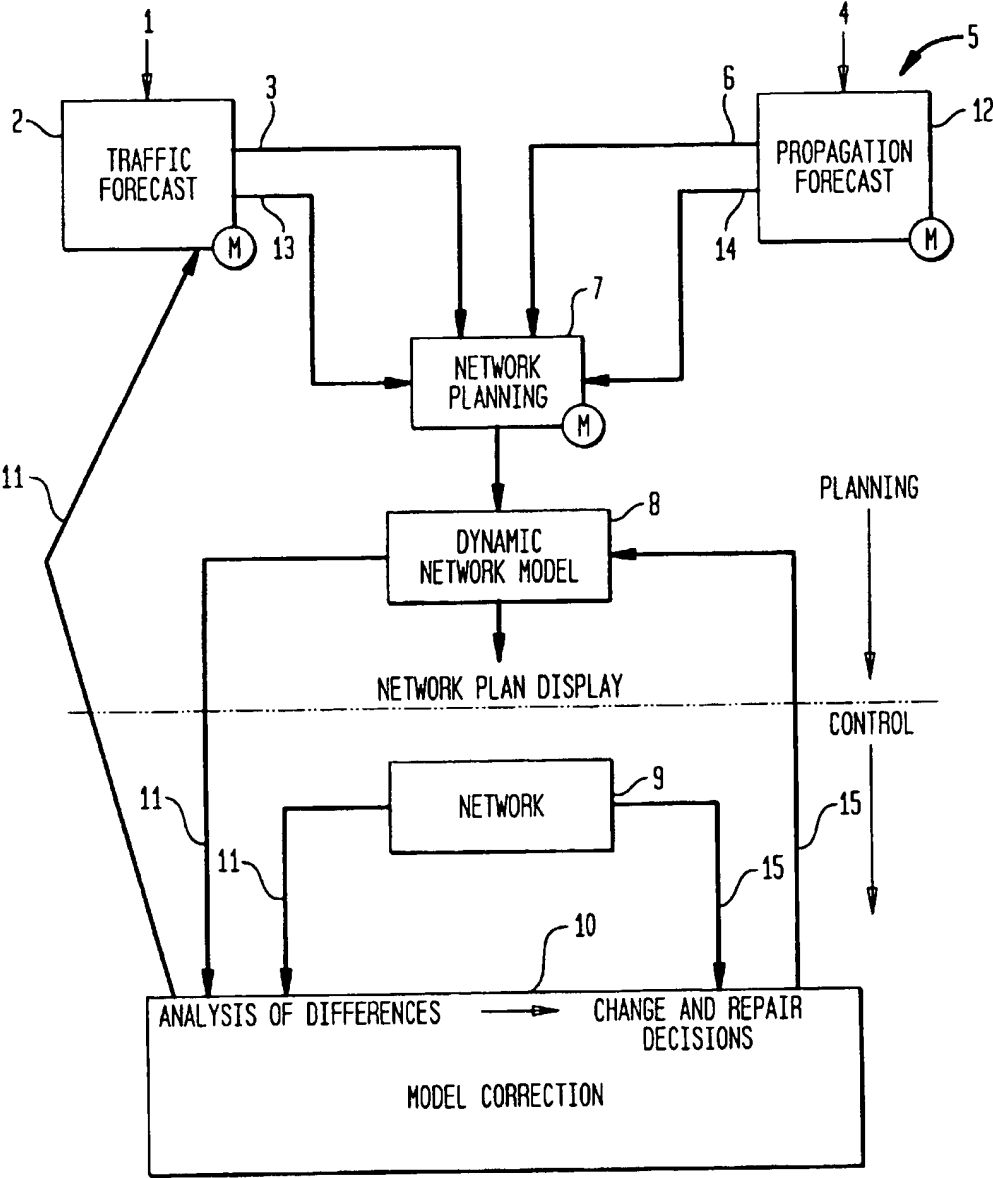 1
4
5
2
3
6
12
TRAFFIC
FORECAST
PROPAGATION
FORECAST
13
14
M
M
7
NETWORK
PLANNING
M
11
PLANNING
8
DYNAMIC
NETWORK MODEL
NETWORK PLAN DISPLAY
CONTROL
9
NETWORK
11
11
15
15
10
ANALYSIS OF DIFFERENCES
CHANGE AND REPAIR
DECISIONS
MODEL CORRECTION